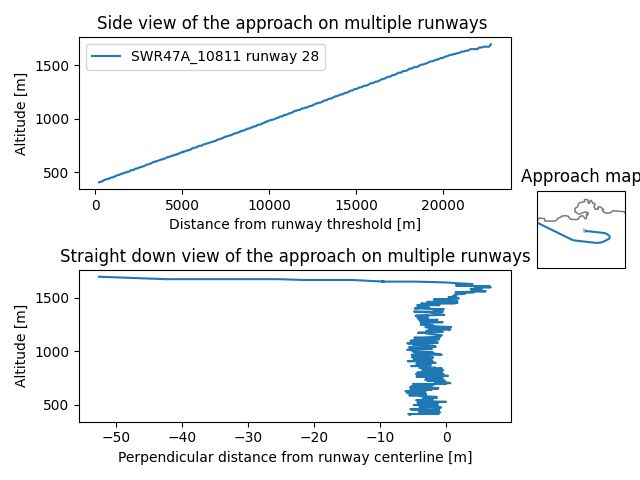 Side view of the approach on multiple runways
SWR47A_10811 runway 28
Altitude [m]
1500
1000
500
0 5000 10000 15000 20000
Distance from runway threshold [m]
Approach map
Straight down view of the approach on multiple runways
Altitude [m]
1500
1000
500
−50 −40 −30 −20 −10 0
Perpendicular distance from runway centerline [m]